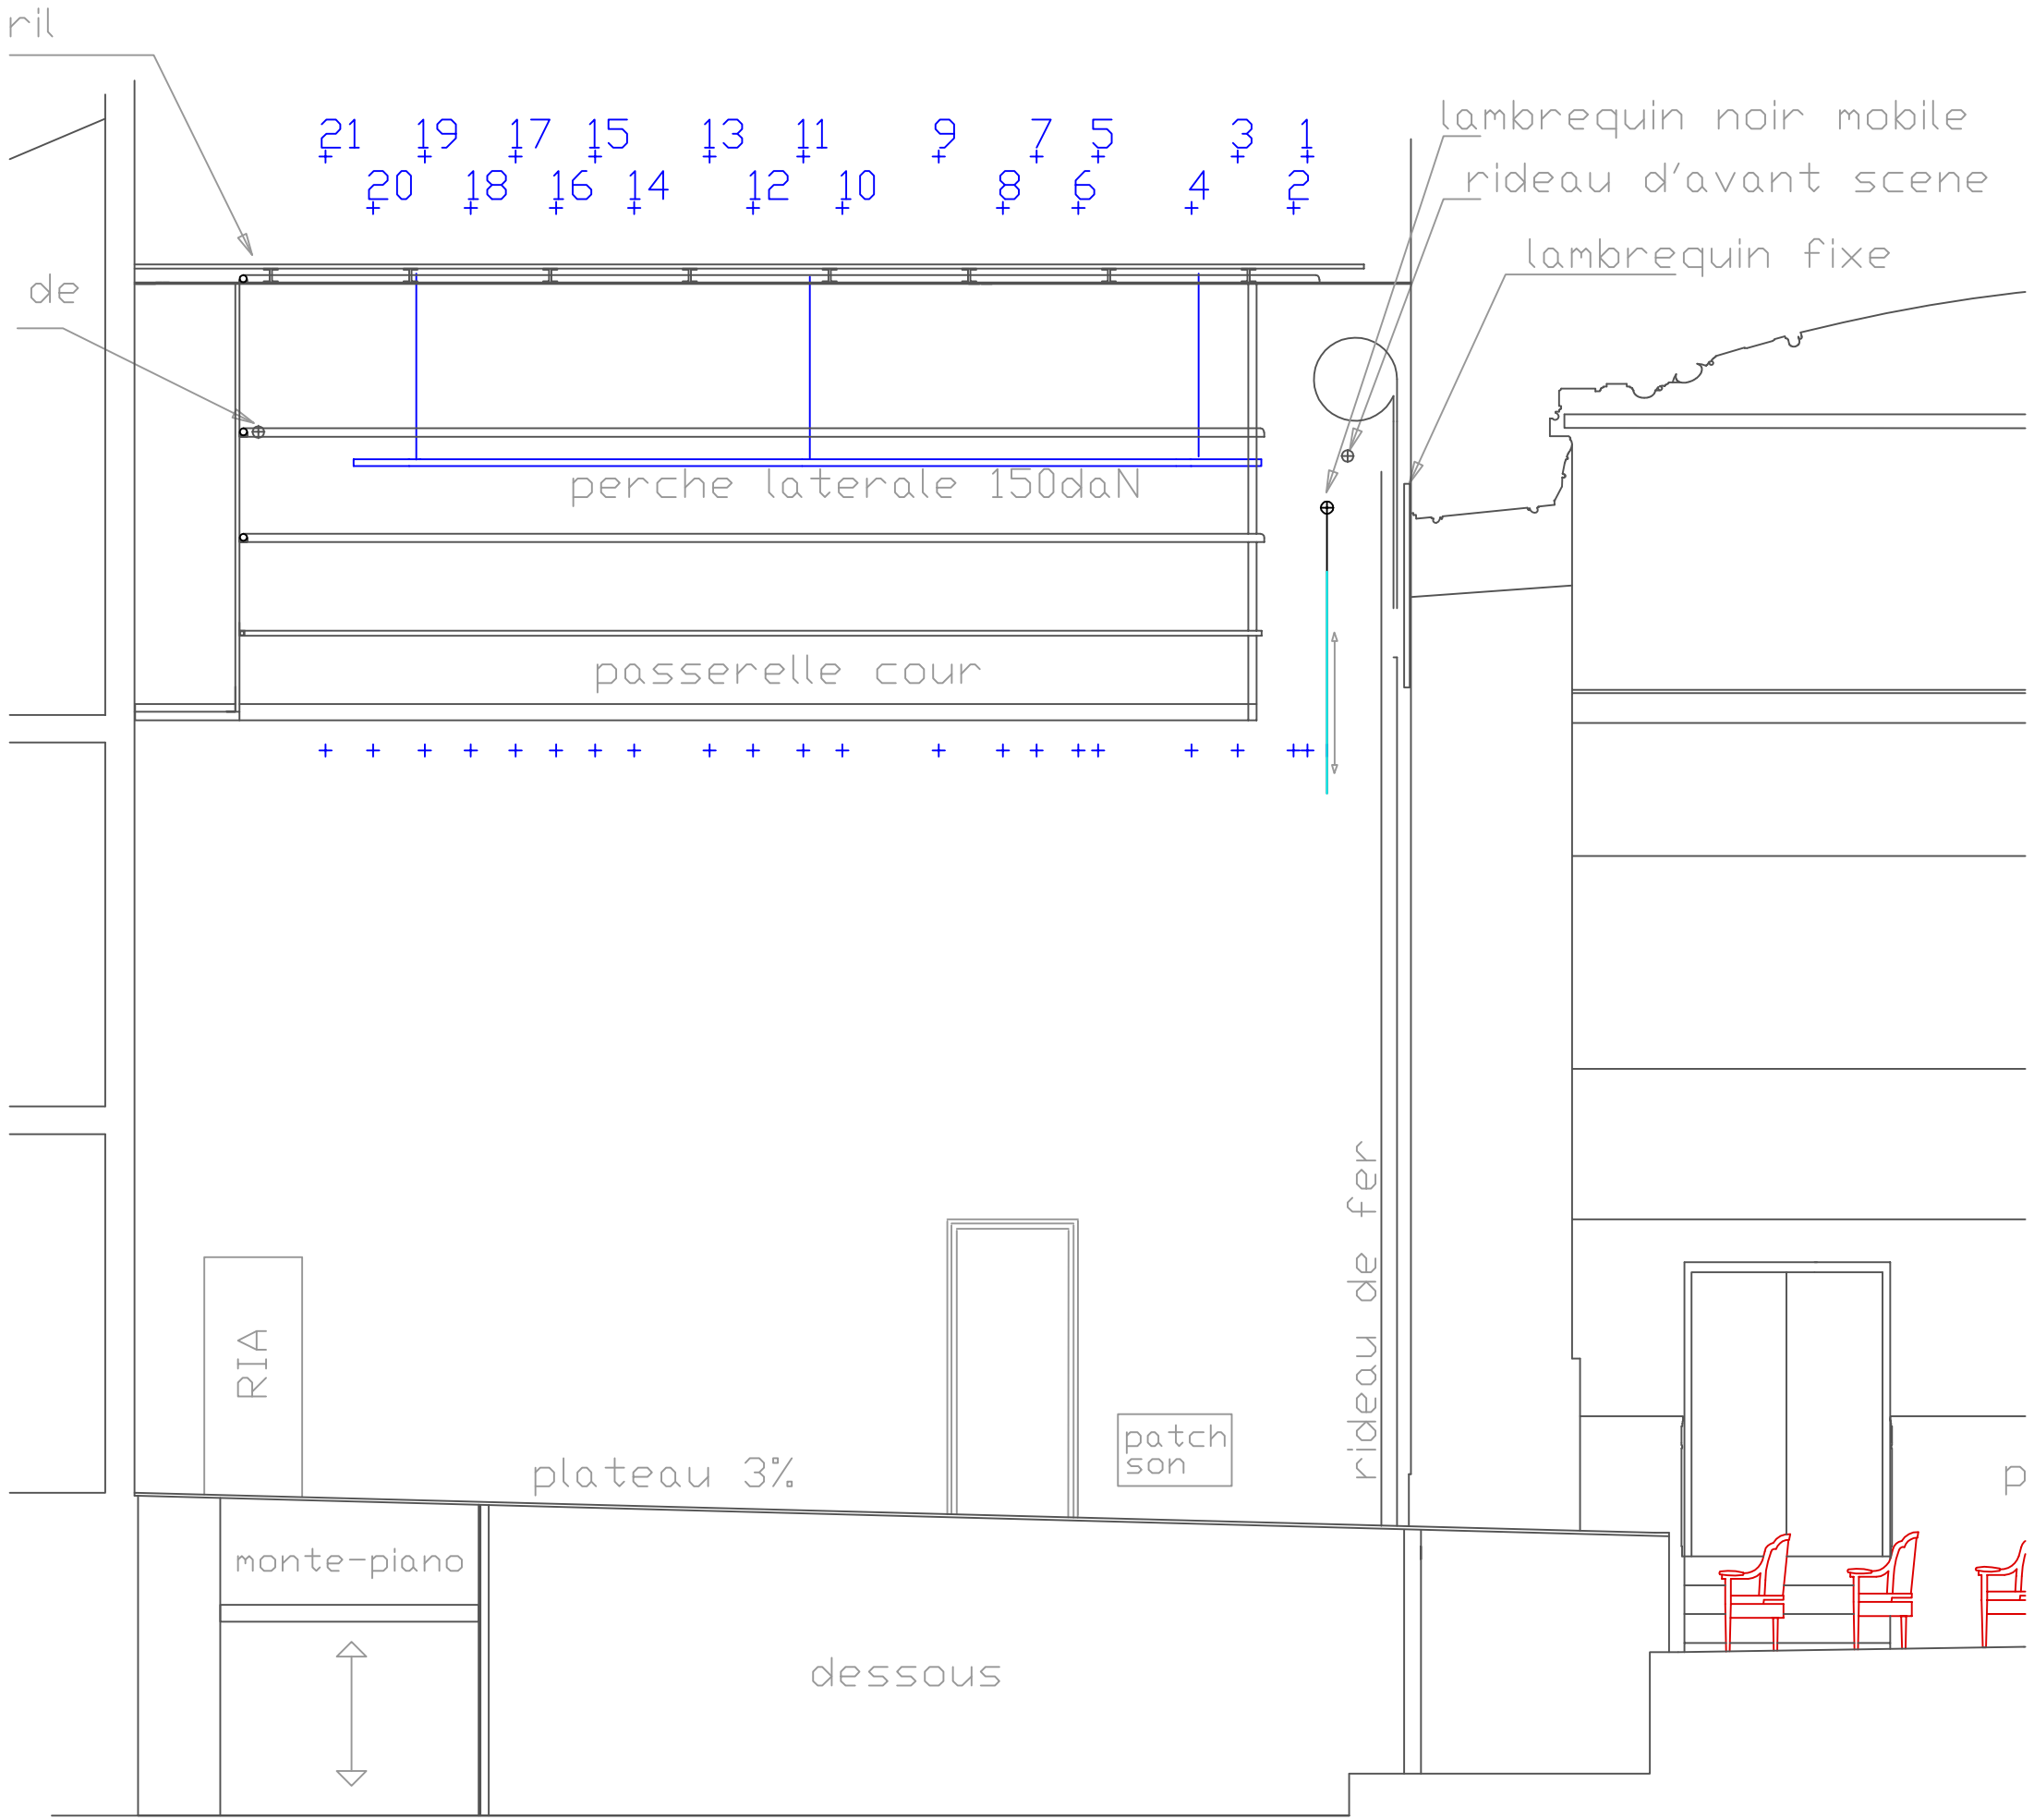 ril
lambrequin noir mobile
21 19 17 15 13 11 9 7 5 3 1
rideau d'avant scene
20 18 16 14 12 10 8 6 4 2
lambrequin fixe
de
perche laterale 150daN
passerelle cour
rideau de fer
RIA
patch
son
plateau 3%
p
monte-piano
dessous